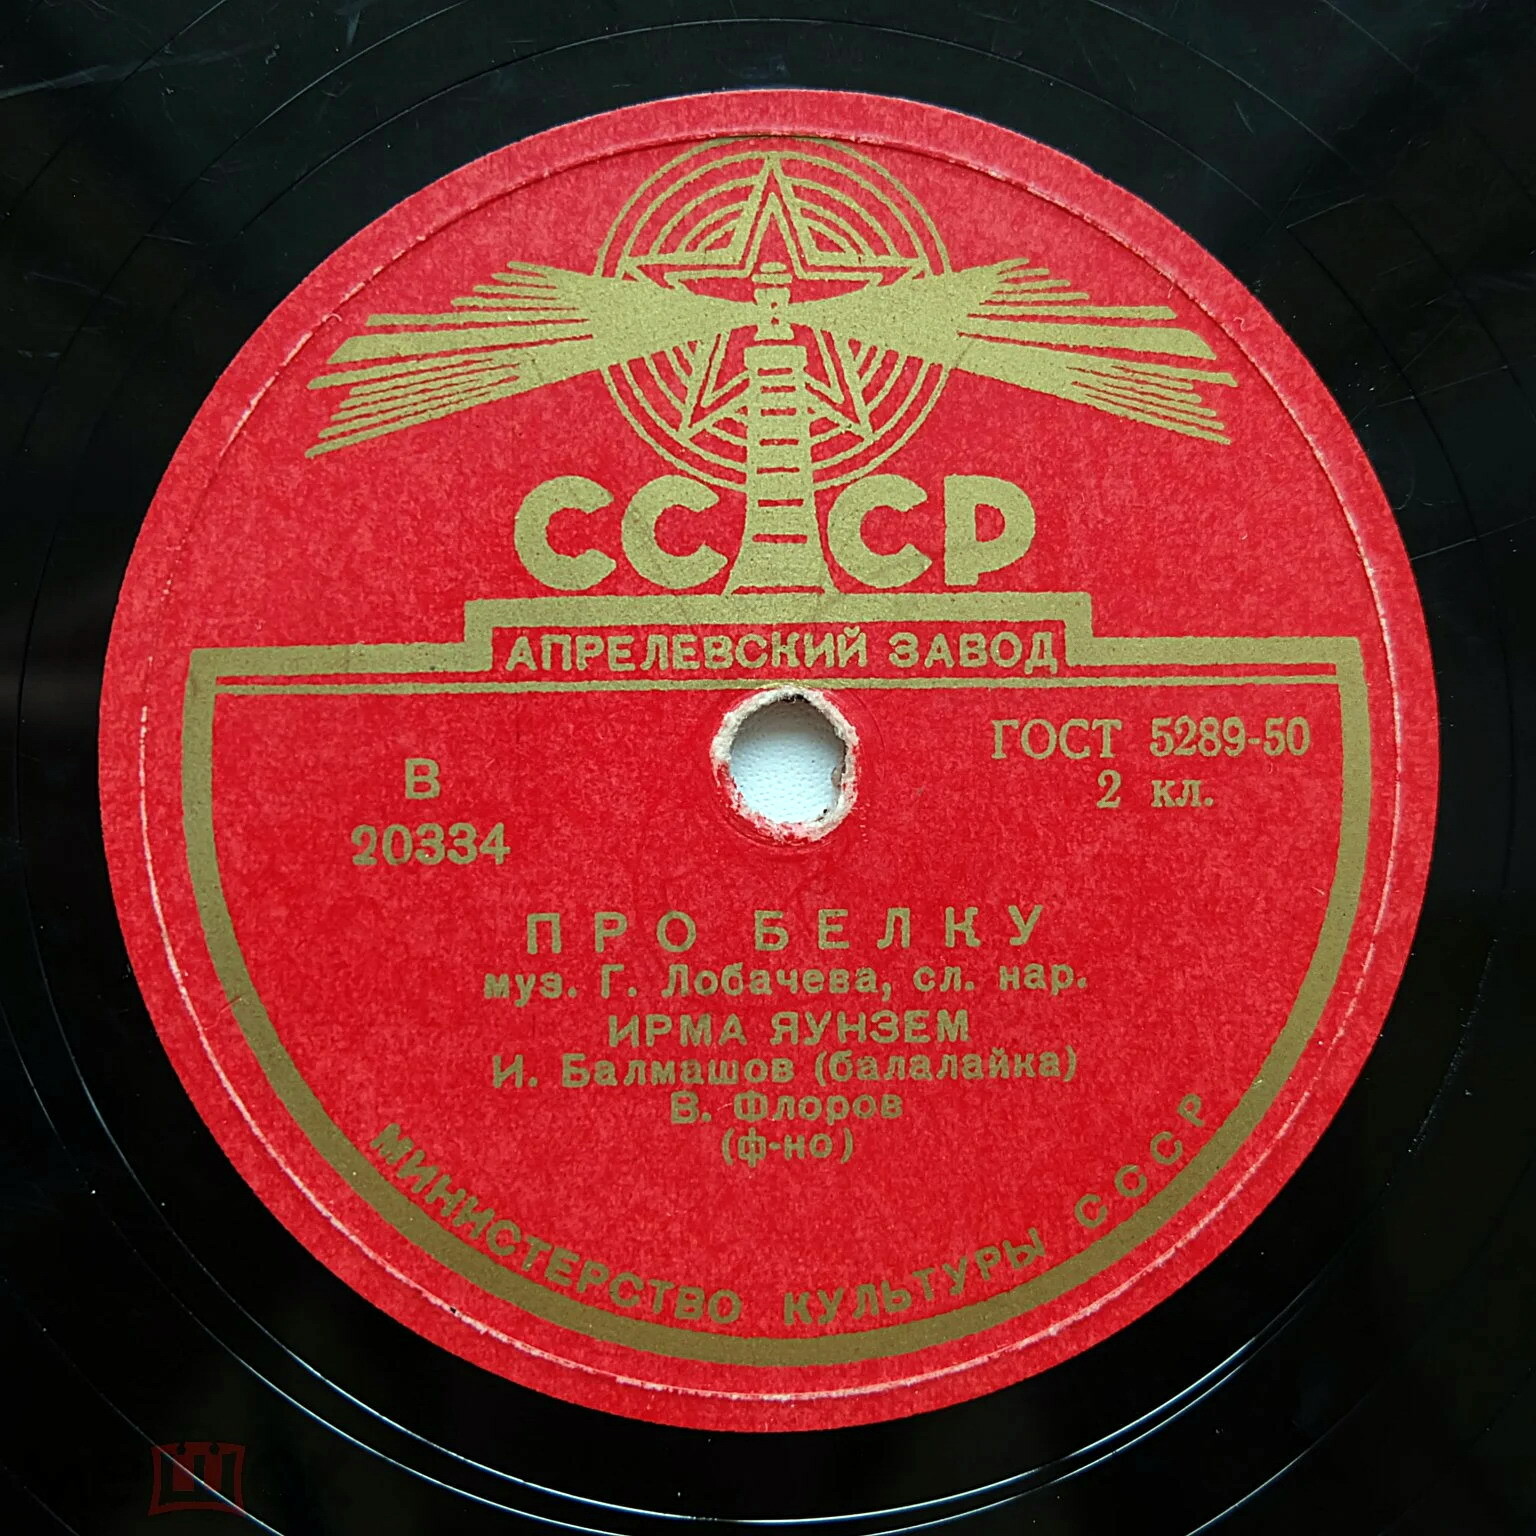 СССР
АПРЕЛЕВСКИЙ ЗАВОД
ГОСТ 5289-50
2 кл.
В
20334
ПРО БЕЛКУ
муз. Г. Лобачева, сл. нар.
ИРМА ЯУНЗЕМ
И. Балмашов (балалайка)
В. Флоров
(ф-но)
МИНИСТЕРСТВО КУЛЬТУРЫ СССР